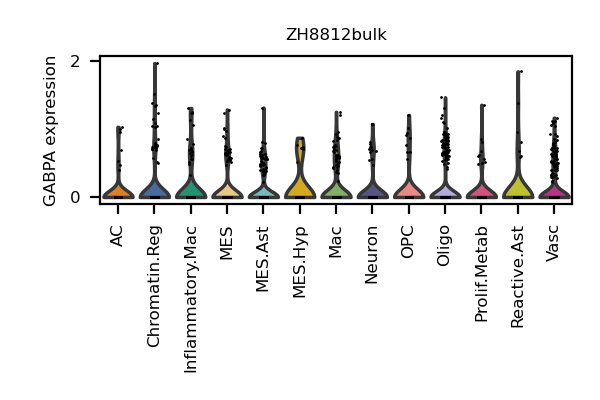 ZH8812bulk
GABPA expression
2
0
AC
Chromatin.Reg
Inflammatory.Mac
MES
MES.Ast
MES.Hyp
Mac
Neuron
OPC
Oligo
Prolif.Metab
Reactive.Ast
Vasc